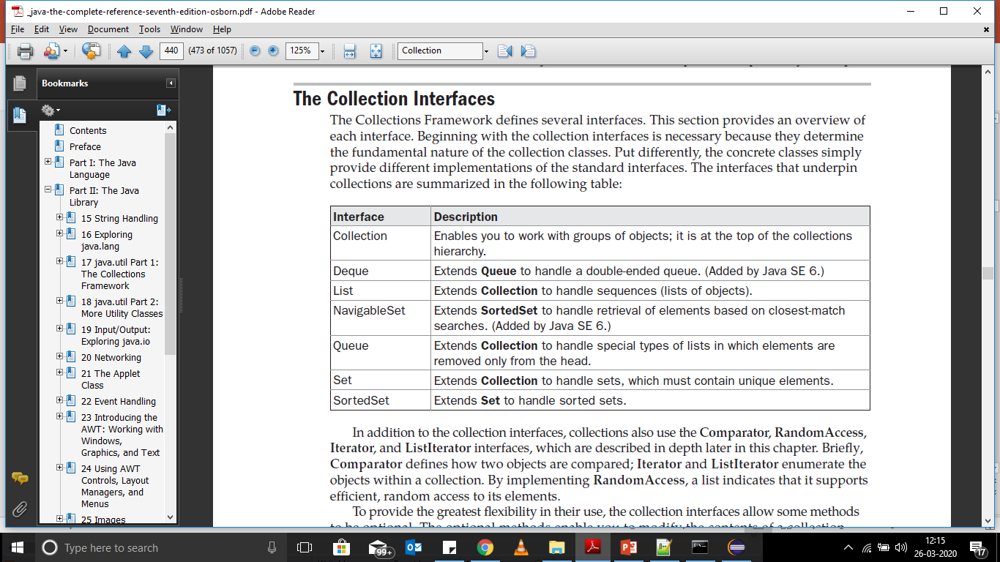 _java-the-complete-reference-seventh-edition-osborn.pdf - Adobe Reader
File Edit View Document Tools Window Help
440 (473 of 1057) 125% Collection
Bookmarks
Contents
Preface
Part I: The Java
Language
Part II: The Java
Library
15 String Handling
16 Exploring
java.lang
17 java.util Part 1:
The Collections
Framework
18 java.util Part 2:
More Utility Classes
19 Input/Output:
Exploring java.io
20 Networking
21 The Applet
Class
22 Event Handling
23 Introducing the
AWT: Working with
Windows,
Graphics, and Text
24 Using AWT
Controls, Layout
Managers, and
Menus
25 Images
The Collection Interfaces
The Collections Framework defines several interfaces. This section provides an overview of
each interface. Beginning with the collection interfaces is necessary because they determine
the fundamental nature of the collection classes. Put differently, the concrete classes simply
provide different implementations of the standard interfaces. The interfaces that underpin
collections are summarized in the following table:
Interface Description
Collection Enables you to work with groups of objects; it is at the top of the collections
hierarchy.
Deque Extends Queue to handle a double-ended queue. (Added by Java SE 6.)
List Extends Collection to handle sequences (lists of objects).
NavigableSet Extends SortedSet to handle retrieval of elements based on closest-match
searches. (Added by Java SE 6.)
Queue Extends Collection to handle special types of lists in which elements are
removed only from the head.
Set Extends Collection to handle sets, which must contain unique elements.
SortedSet Extends Set to handle sorted sets.
In addition to the collection interfaces, collections also use the Comparator, RandomAccess,
Iterator, and ListIterator interfaces, which are described in depth later in this chapter. Briefly,
Comparator defines how two objects are compared; Iterator and ListIterator enumerate the
objects within a collection. By implementing RandomAccess, a list indicates that it supports
efficient, random access to its elements.
To provide the greatest flexibility in their use, the collection interfaces allow some methods
to be optional. The optional methods enable you to modify the contents of a collection.
Type here to search
99+
12:15
26-03-2020
17